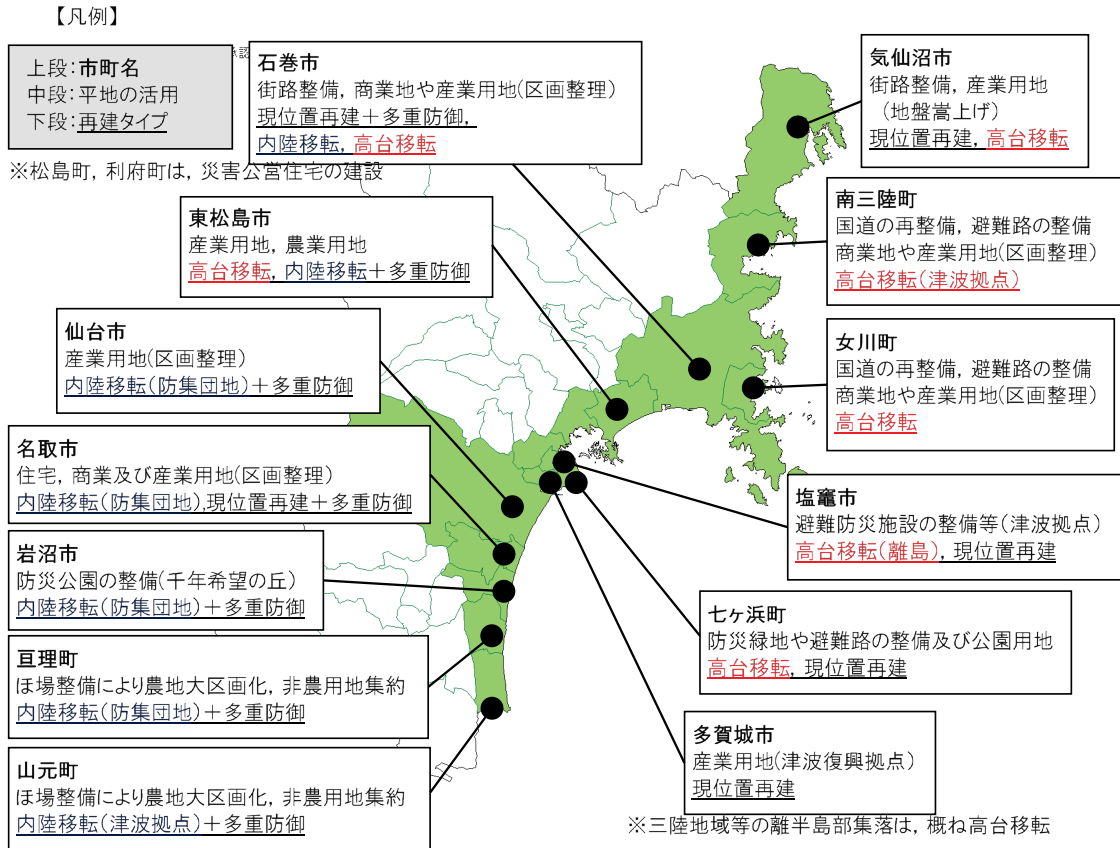 【凡例】
上段：市町名
中段：平地の活用
下段：再建タイプ
※松島町，利府町は，災害公営住宅の建設
石巻市
街路整備，商業地や産業用地(区画整理)
現位置再建＋多重防御，
内陸移転，高台移転
気仙沼市
街路整備，産業用地
（地盤嵩上げ）
現位置再建，高台移転
東松島市
産業用地，農業用地
高台移転，内陸移転＋多重防御
南三陸町
国道の再整備，避難路の整備
商業地や産業用地(区画整理)
高台移転(津波拠点)
仙台市
産業用地(区画整理)
内陸移転(防集団地)＋多重防御
女川町
国道の再整備，避難路の整備
商業地や産業用地(区画整理)
高台移転
名取市
住宅，商業及び産業用地(区画整理)
内陸移転(防集団地),現位置再建＋多重防御
塩竈市
避難防災施設の整備等(津波拠点)
高台移転(離島)，現位置再建
岩沼市
防災公園の整備(千年希望の丘)
内陸移転(防集団地)＋多重防御
七ヶ浜町
防災緑地や避難路の整備及び公園用地
高台移転，現位置再建
亘理町
ほ場整備により農地大区画化，非農用地集約
内陸移転(防集団地)＋多重防御
多賀城市
産業用地(津波復興拠点)
現位置再建
山元町
ほ場整備により農地大区画化，非農用地集約
内陸移転(津波拠点)＋多重防御
※三陸地域等の離半島部集落は，概ね高台移転